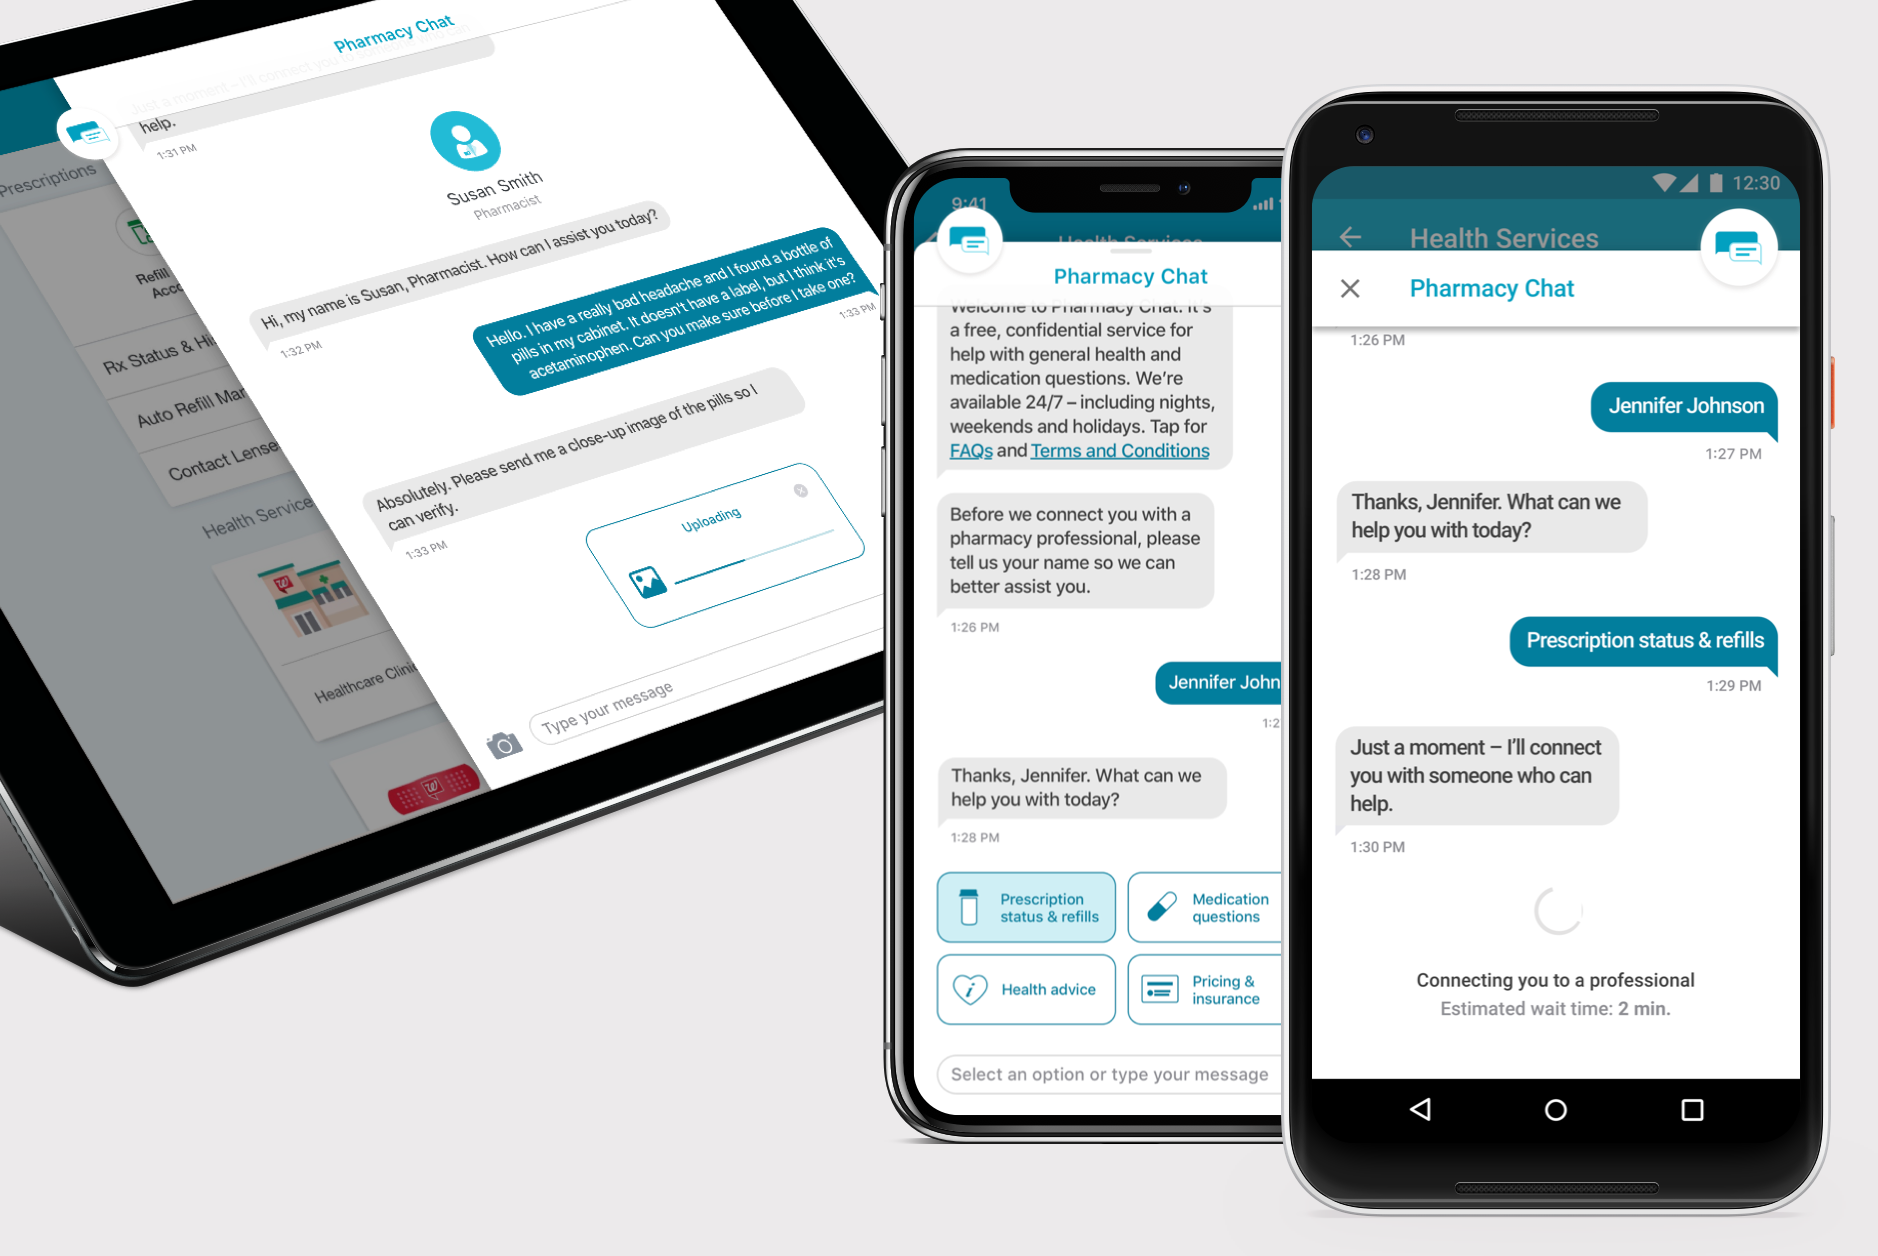 Pharmacy Chat
Just a moment – I'll connect you
help.
1:31 PM
Susan Smith
Pharmacist
Hi, my name is Susan, Pharmacist. How can I assist you today?
1:32 PM
Hello. I have a really bad headache and I found a bottle of
pills in my cabinet. It doesn't have a label, but I think it's
acetaminophen. Can you make sure before I take one?
1:33 PM
Absolutely. Please send me a close-up image of the pills so I
can verify.
1:33 PM
Uploading
Type your message
Prescriptions
Refill
Acco
Rx Status & Hi
Auto Refill Man
Contact Lense
Health Service
Healthcare Clini
9:41
Health Services
Pharmacy Chat
Welcome to Pharmacy Chat. It's
a free, confidential service for
help with general health and
medication questions. We're
available 24/7 – including nights,
weekends and holidays. Tap for
FAQs and Terms and Conditions
Before we connect you with a
pharmacy professional, please
tell us your name so we can
better assist you.
1:26 PM
Jennifer John
1:2
Thanks, Jennifer. What can we
help you with today?
1:28 PM
Prescription
status & refills
Medication
questions
Health advice
Pricing &
insurance
Select an option or type your message
12:30
Health Services
Pharmacy Chat
1:26 PM
Jennifer Johnson
1:27 PM
Thanks, Jennifer. What can we
help you with today?
1:28 PM
Prescription status & refills
1:29 PM
Just a moment – I'll connect
you with someone who can
help.
1:30 PM
Connecting you to a professional
Estimated wait time: 2 min.